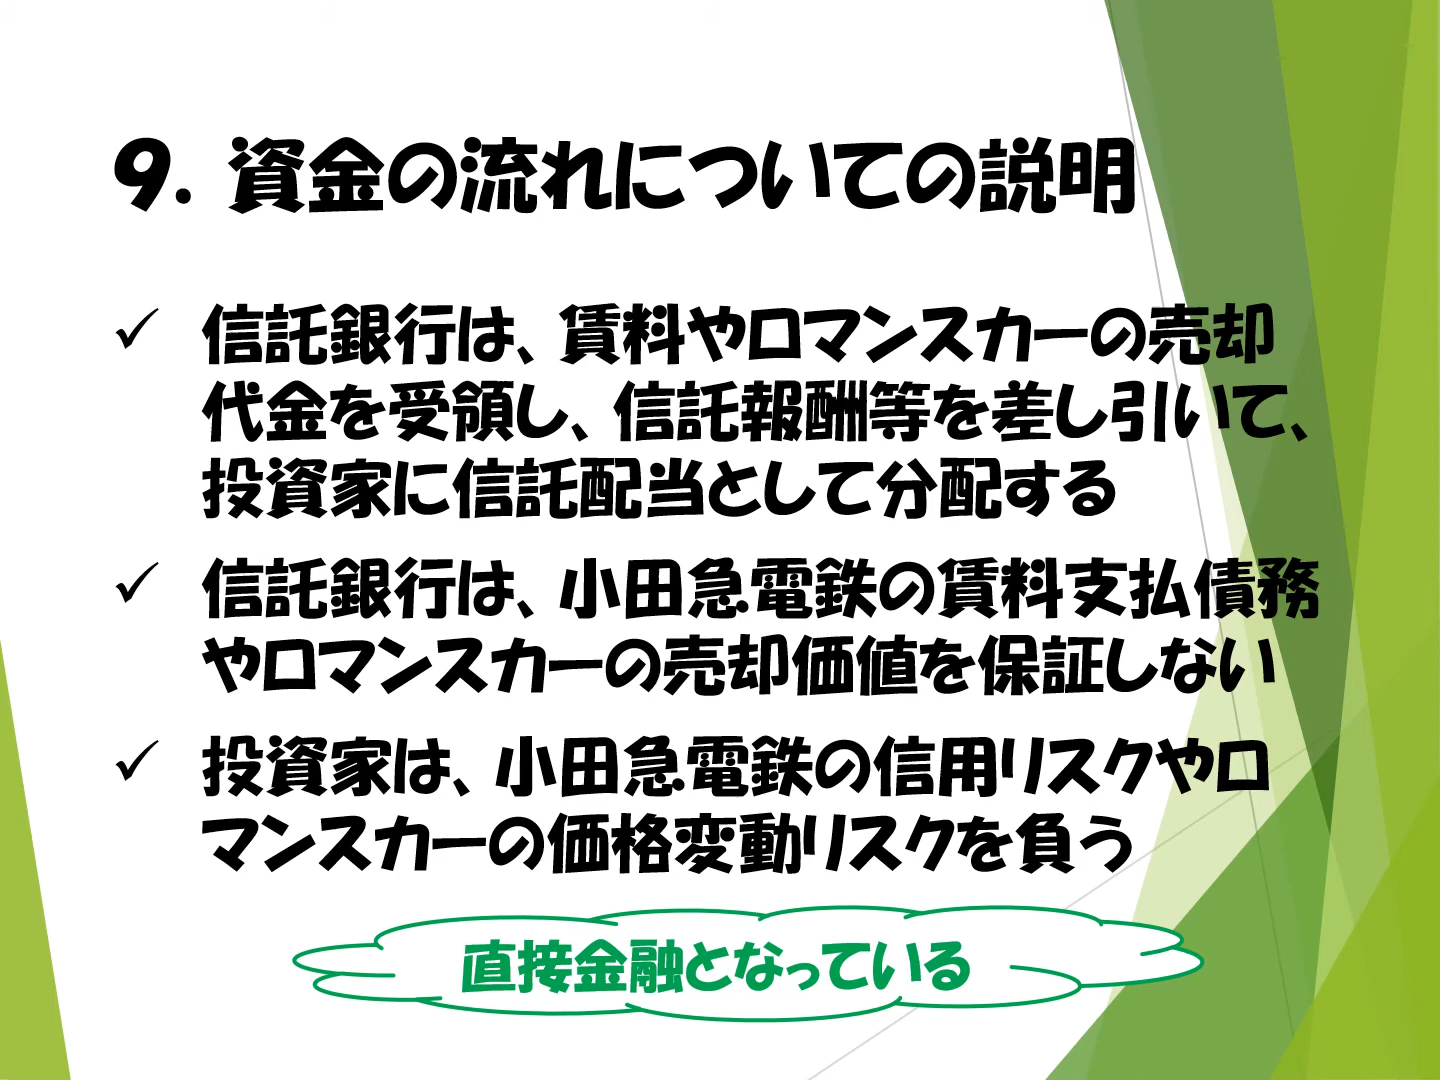 9. 資金の流れについての説明
✓ 信託銀行は、賃料やロマンスカーの売却
代金を受領し、信託報酬等を差し引いて、
投資家に信託配当として分配する
✓ 信託銀行は、小田急電鉄の賃料支払債務
やロマンスカーの売却価値を保証しない
✓ 投資家は、小田急電鉄の信用リスクやロ
マンスカーの価格変動リスクを負う
直接金融となっている